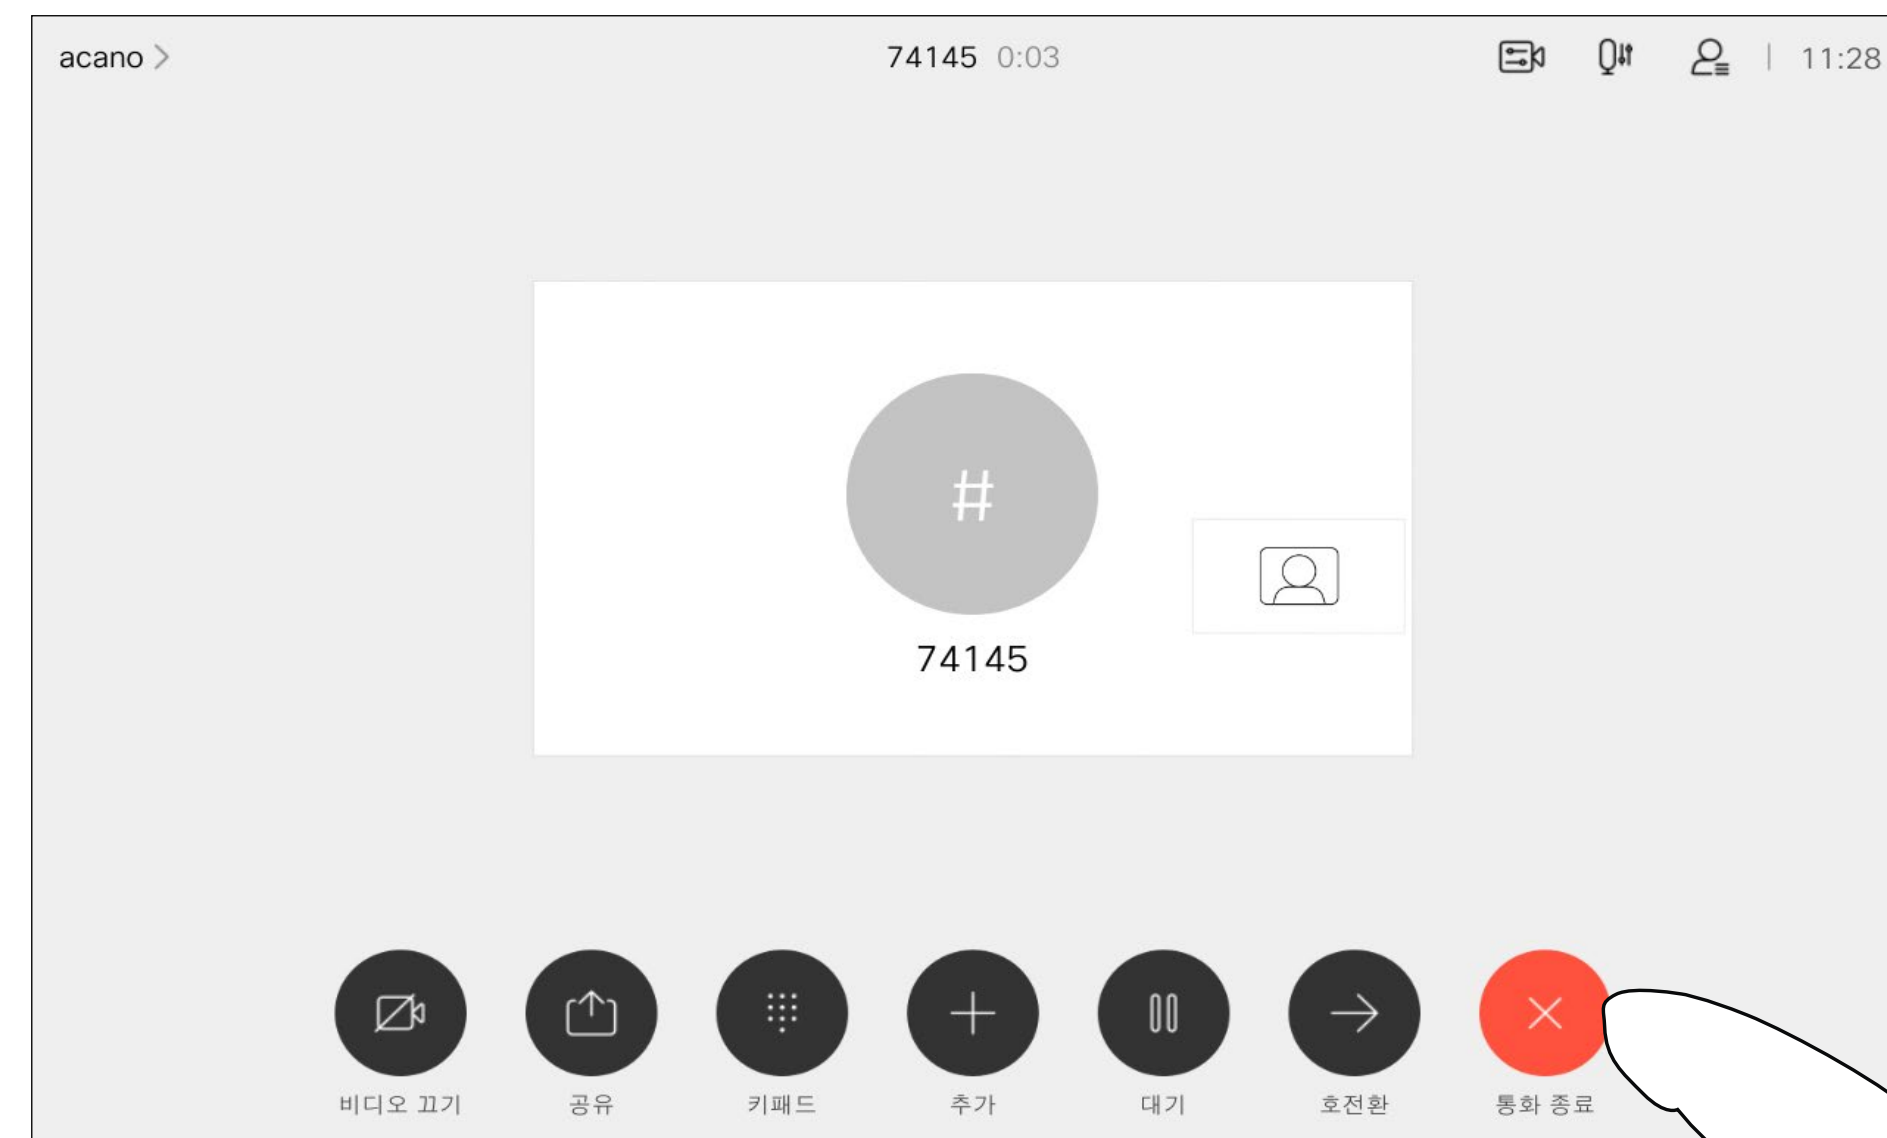 acano
74145 0:03
11:28
#
74145
비디오 끄기
공유
키패드
추가
대기
호전환
통화 종료